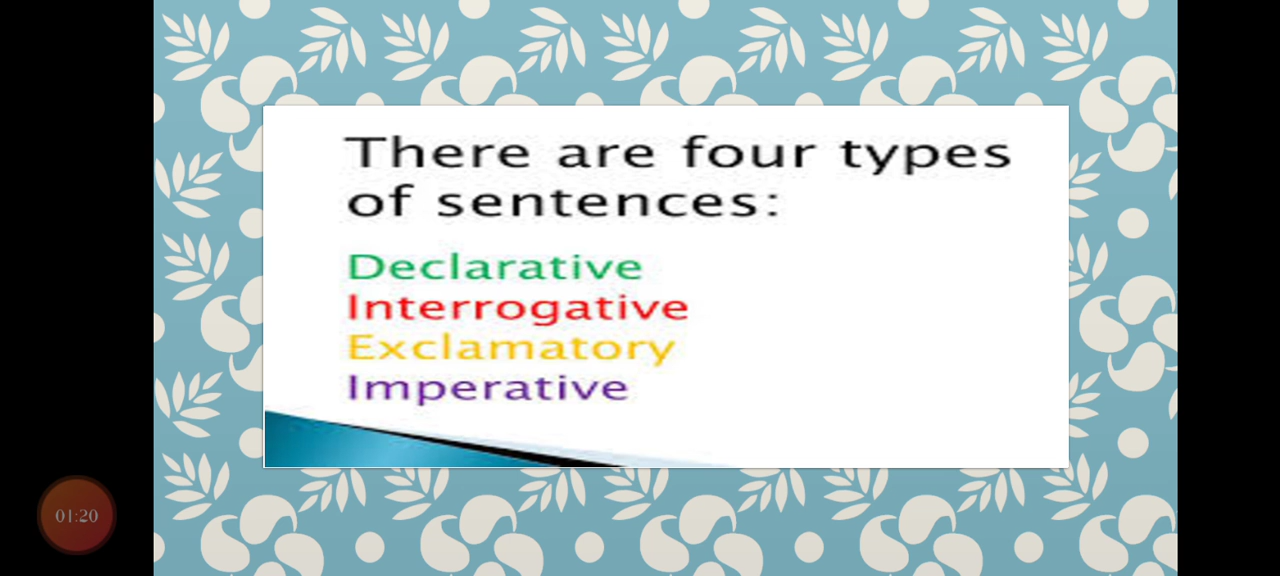 There are four types
of sentences:
Declarative
Interrogative
Exclamatory
Imperative
01:20